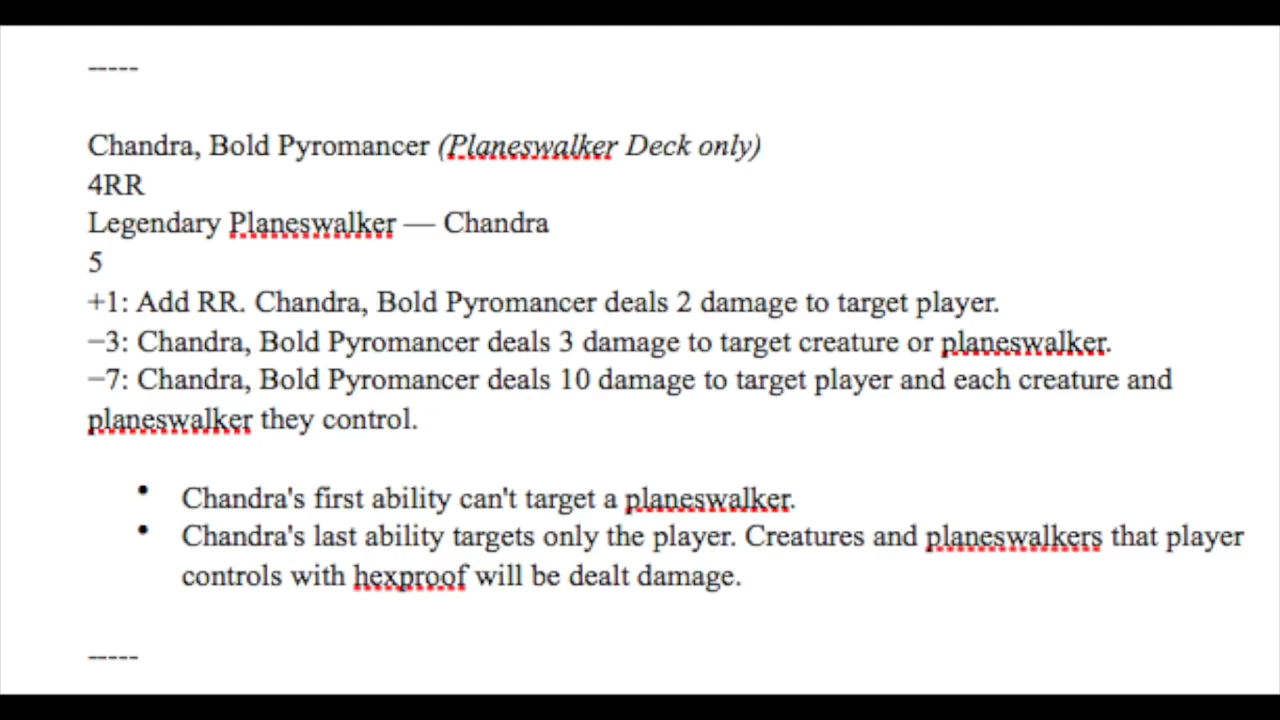 -----
Chandra, Bold Pyromancer (Planeswalker Deck only)
4RR
Legendary Planeswalker — Chandra
5
+1: Add RR. Chandra, Bold Pyromancer deals 2 damage to target player.
−3: Chandra, Bold Pyromancer deals 3 damage to target creature or planeswalker.
−7: Chandra, Bold Pyromancer deals 10 damage to target player and each creature and
planeswalker they control.
• Chandra's first ability can't target a planeswalker.
• Chandra's last ability targets only the player. Creatures and planeswalkers that player
controls with hexproof will be dealt damage.
-----